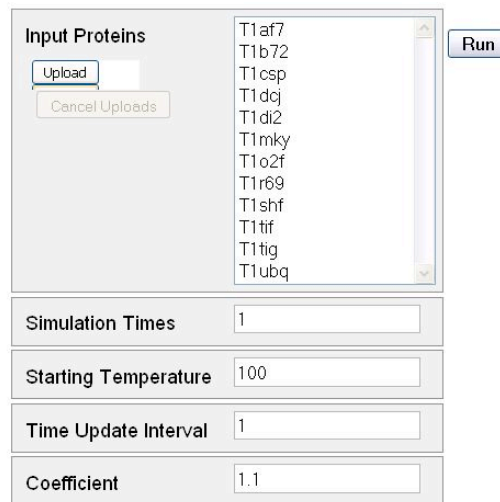 Input Proteins
Upload
Cancel Uploads
T1af7
T1b72
T1csp
T1dcj
T1di2
T1mky
T1o2f
T1r69
T1shf
T1tif
T1tig
T1ubq
Run
Simulation Times 1
Starting Temperature 100
Time Update Interval 1
Coefficient 1.1